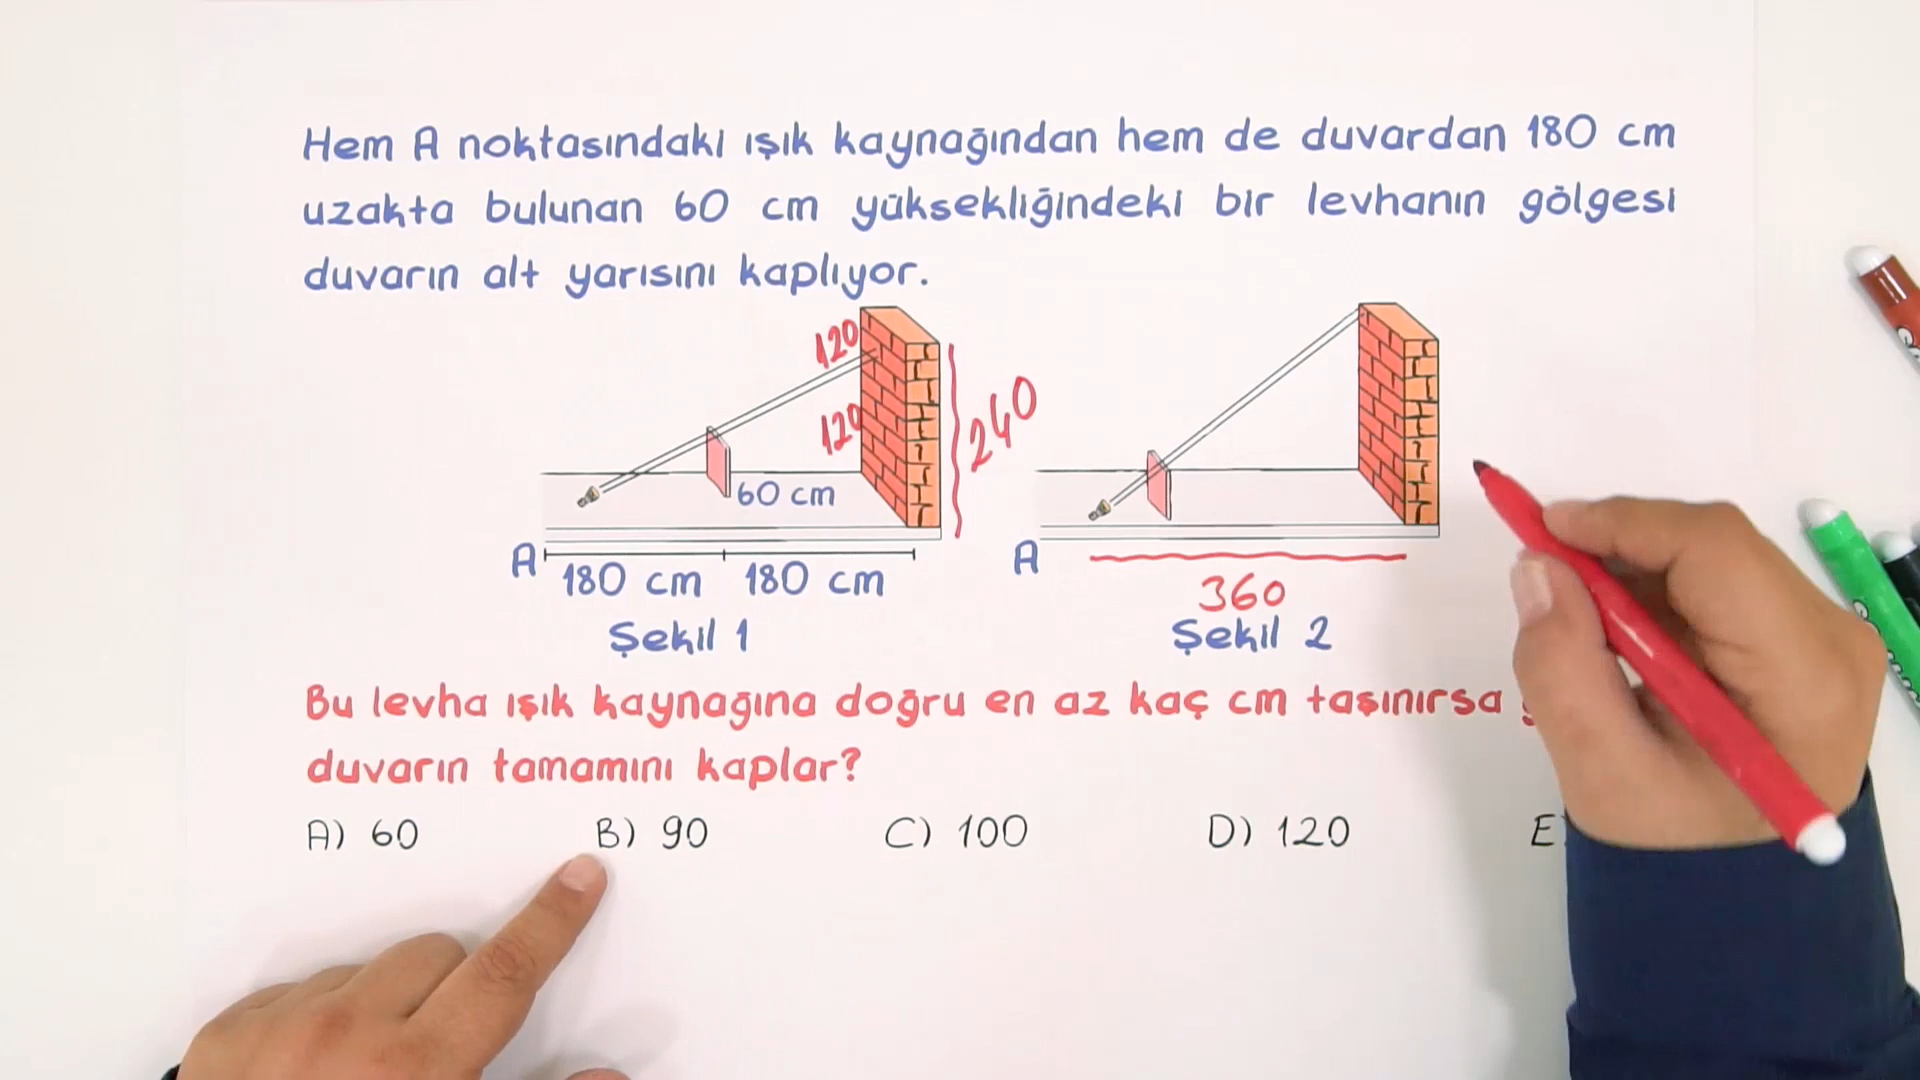 Hem A noktasındaki ışık kaynağından hem de duvardan 180 cm
uzakta bulunan 60 cm yüksekliğindeki bir levhanın gölgesi
duvarın alt yarısını kaplıyor.
120
120
240
60 cm
A
180 cm 180 cm
Şekil 1
A
360
Şekil 2
Bu levha ışık kaynağına doğru en az kaç cm taşınırsa
duvarın tamamını kaplar?
A) 60 B) 90 C) 100 D) 120 E)